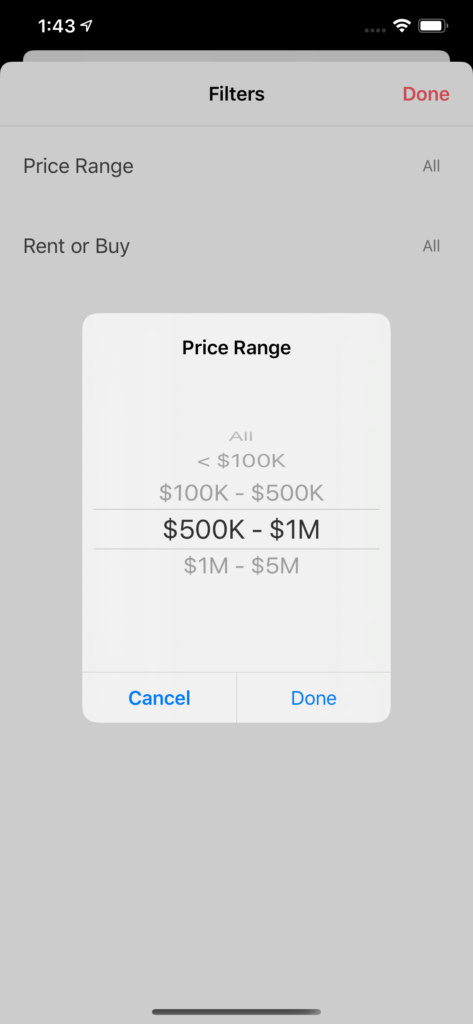 1:43
Filters
Done
Price Range
All
Rent or Buy
All
Price Range
All
< $100K
$100K - $500K
$500K - $1M
$1M - $5M
Cancel
Done